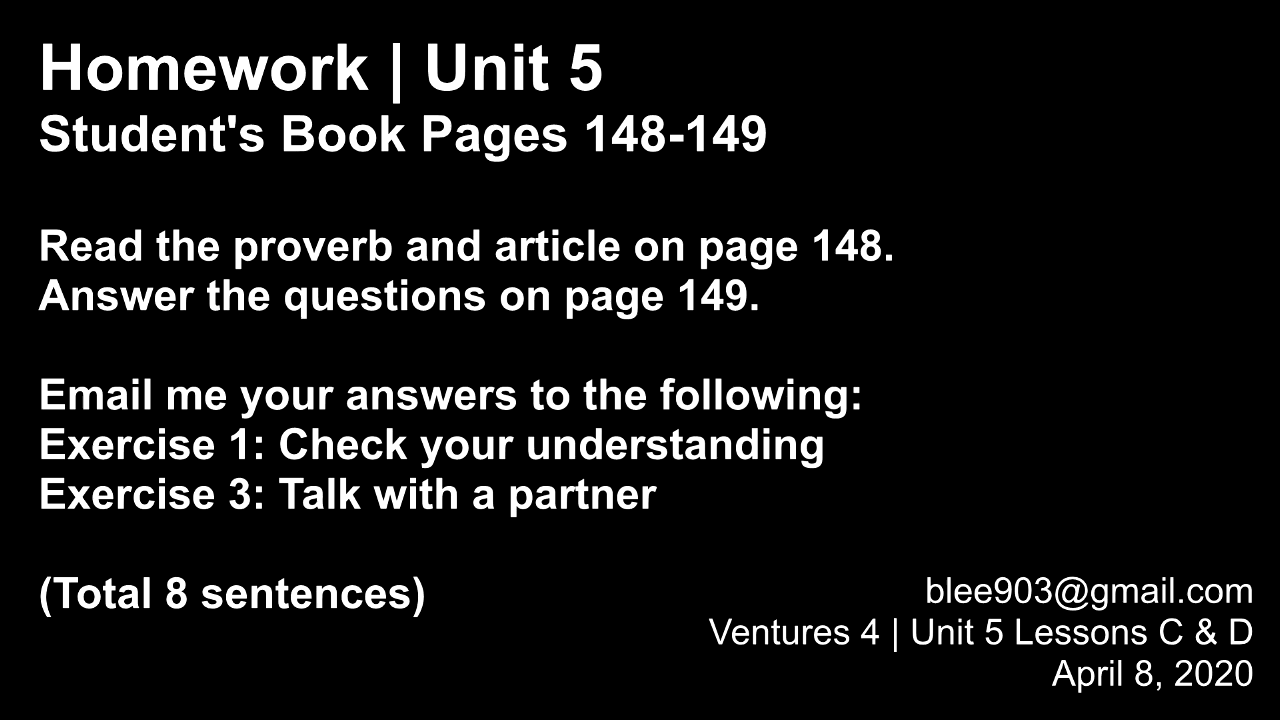 Homework | Unit 5
Student's Book Pages 148-149
Read the proverb and article on page 148.
Answer the questions on page 149.
Email me your answers to the following:
Exercise 1: Check your understanding
Exercise 3: Talk with a partner
(Total 8 sentences)
blee903@gmail.com
Ventures 4 | Unit 5 Lessons C & D
April 8, 2020